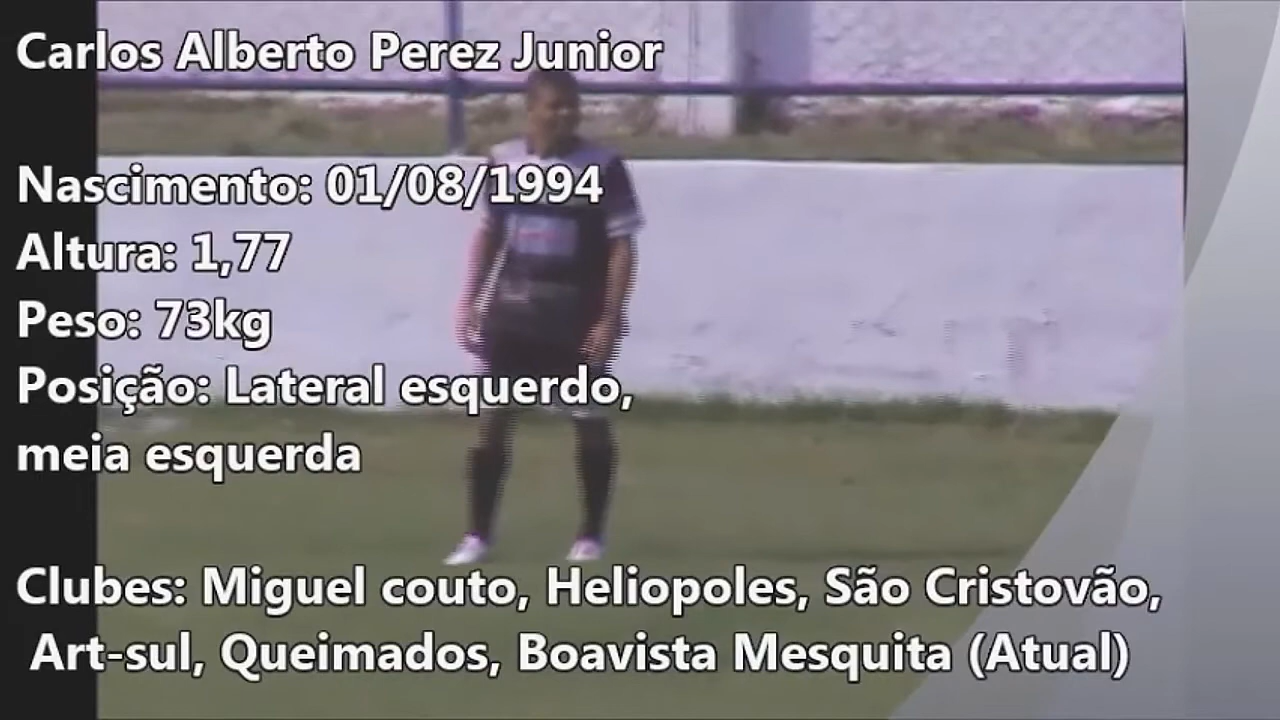 Carlos Alberto Perez Junior
Nascimento: 01/08/1994
Altura: 1,77
Peso: 73kg
Posição: Lateral esquerdo,
meia esquerda
Clubes: Miguel couto, Heliopoles, São Cristovão,
Art-sul, Queimados, Boavista Mesquita (Atual)